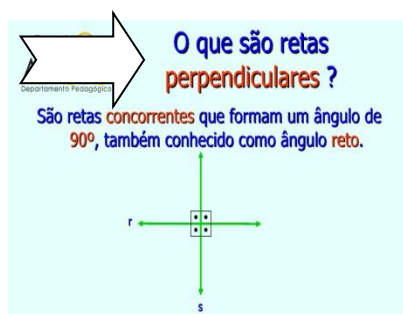 O que são retas
perpendiculares ?
Departamento Pedagógico
São retas concorrentes que formam um ângulo de
90º, também conhecido como ângulo reto.
r
s